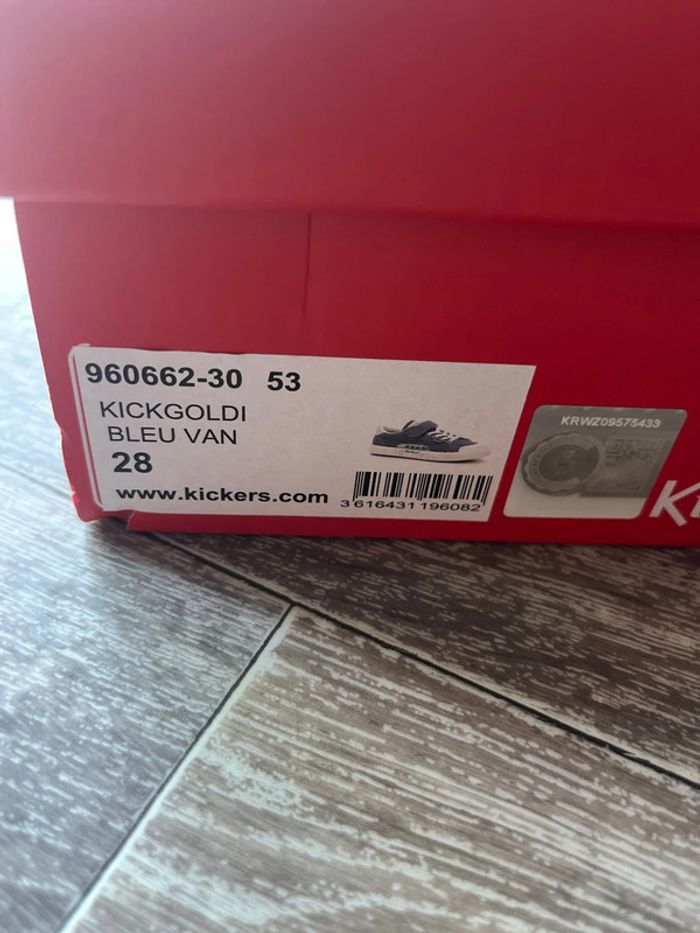 960662-30 53
KICKGOLDI
BLEU VAN
28
www.kickers.com
3 616431 196082
KRWZ09575433